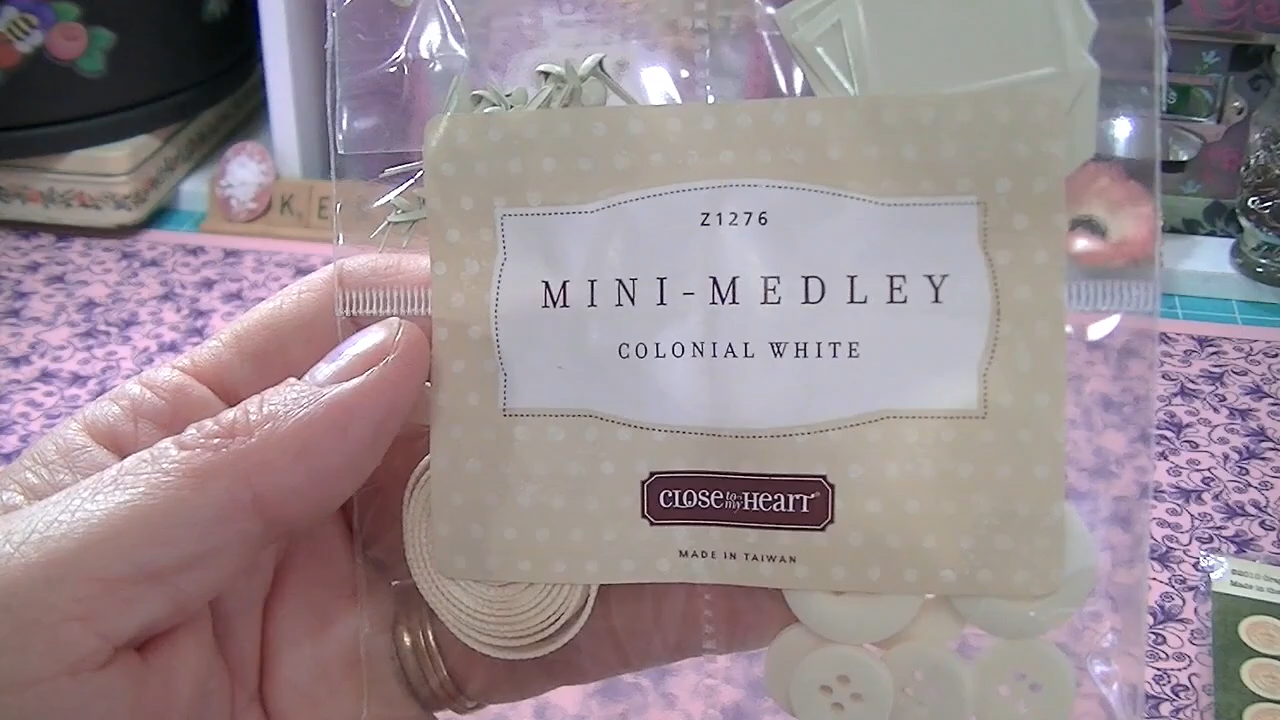 Z1276
MINI-MEDLEY
COLONIAL WHITE
CLOSE to my HEART®
MADE IN TAIWAN
K E